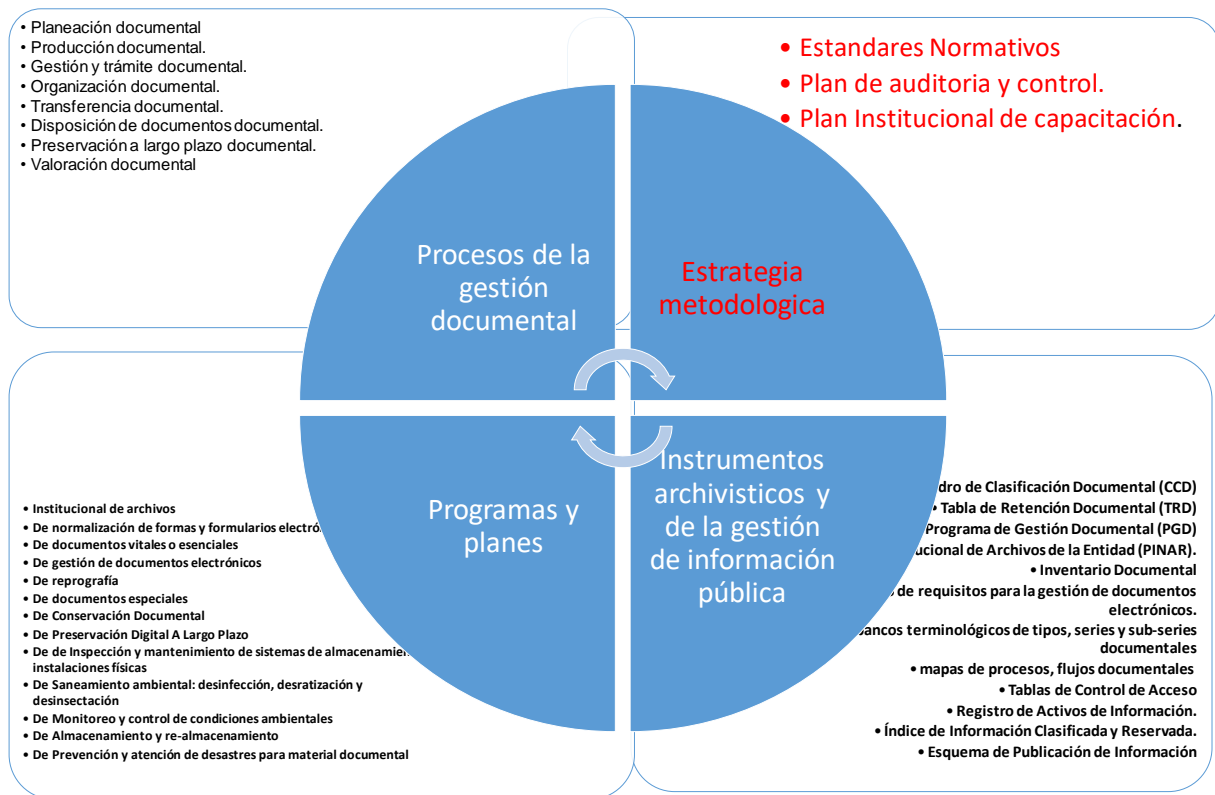 • Planeación documental
• Producción documental.
• Gestión y trámite documental.
• Organización documental.
• Transferencia documental.
• Disposición de documentos documental.
• Preservación a largo plazo documental.
• Valoración documental
• Estandares Normativos
• Plan de auditoria y control.
• Plan Institucional de capacitación.
Procesos de la
gestión
documental
Estrategia
metodologica
Programas y
planes
Instrumentos
archivisticos y
de la gestión
de información
pública
• Institucional de archivos
• De normalización de formas y formularios
• De documentos vitales o esenciales
• De gestión de documentos electrónicos
• De reprografía
• De documentos especiales
• De Conservación Documental
• De Preservación Digital A Largo Plazo
• De de Inspección y mantenimiento de sistemas de
instalaciones físicas
• De Saneamiento ambiental: desinfección, desratización y
desinsectación
• De Monitoreo y control de condiciones ambientales
• De Almacenamiento y re-almacenamiento
• De Prevención y atención de desastres para material documental
de Clasificación Documental (CCD)
• Tabla de Retención Documental (TRD)
Programa de Gestión Documental (PGD)
de Archivos de la Entidad (PINAR).
• Inventario Documental
de requisitos para la gestión de documentos
electrónicos.
terminológicos de tipos, series y sub-series
documentales
• mapas de procesos, flujos documentales
• Tablas de Control de Acceso
• Registro de Activos de Información.
• Índice de Información Clasificada y Reservada.
• Esquema de Publicación de Información